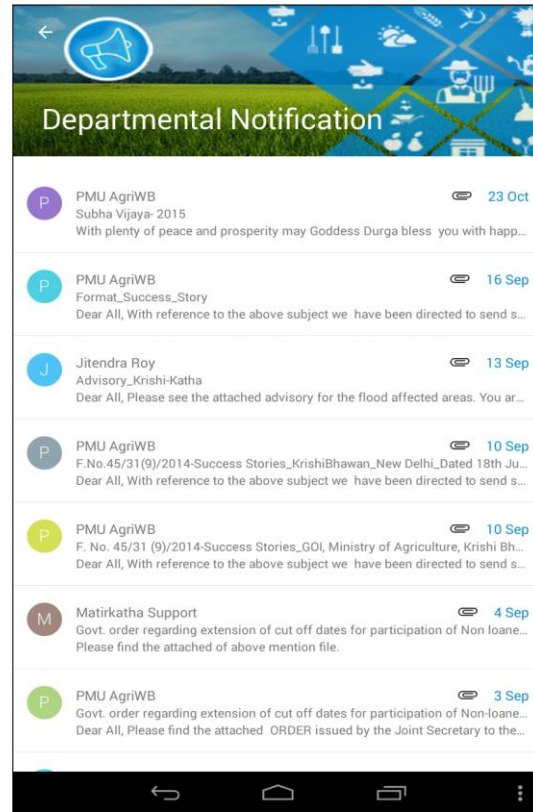 Departmental Notification
P
PMU AgriWB
23 Oct
Subha Vijaya- 2015
With plenty of peace and prosperity may Goddess Durga bless you with happ...
P
PMU AgriWB
16 Sep
Format_Success_Story
Dear All, With reference to the above subject we have been directed to send s...
J
Jitendra Roy
13 Sep
Advisory_Krishi-Katha
Dear All, Please see the attached advisory for the flood affected areas. You ar...
P
PMU AgriWB
10 Sep
F.No.45/31(9)/2014-Success Stories_KrishiBhawan_New Delhi_Dated 18th Ju...
Dear All, With reference to the above subject we have been directed to send s...
P
PMU AgriWB
10 Sep
F. No. 45/31 (9)/2014-Success Stories_GOI, Ministry of Agriculture, Krishi Bh...
Dear All, With reference to the above subject we have been directed to send s...
M
Matirkatha Support
4 Sep
Govt. order regarding extension of cut off dates for participation of Non loane...
Please find the attached of above mention file.
P
PMU AgriWB
3 Sep
Govt. order regarding extension of cut off dates for participation of Non-loane...
Dear All, Please find the attached ORDER issued by the Joint Secretary to the...